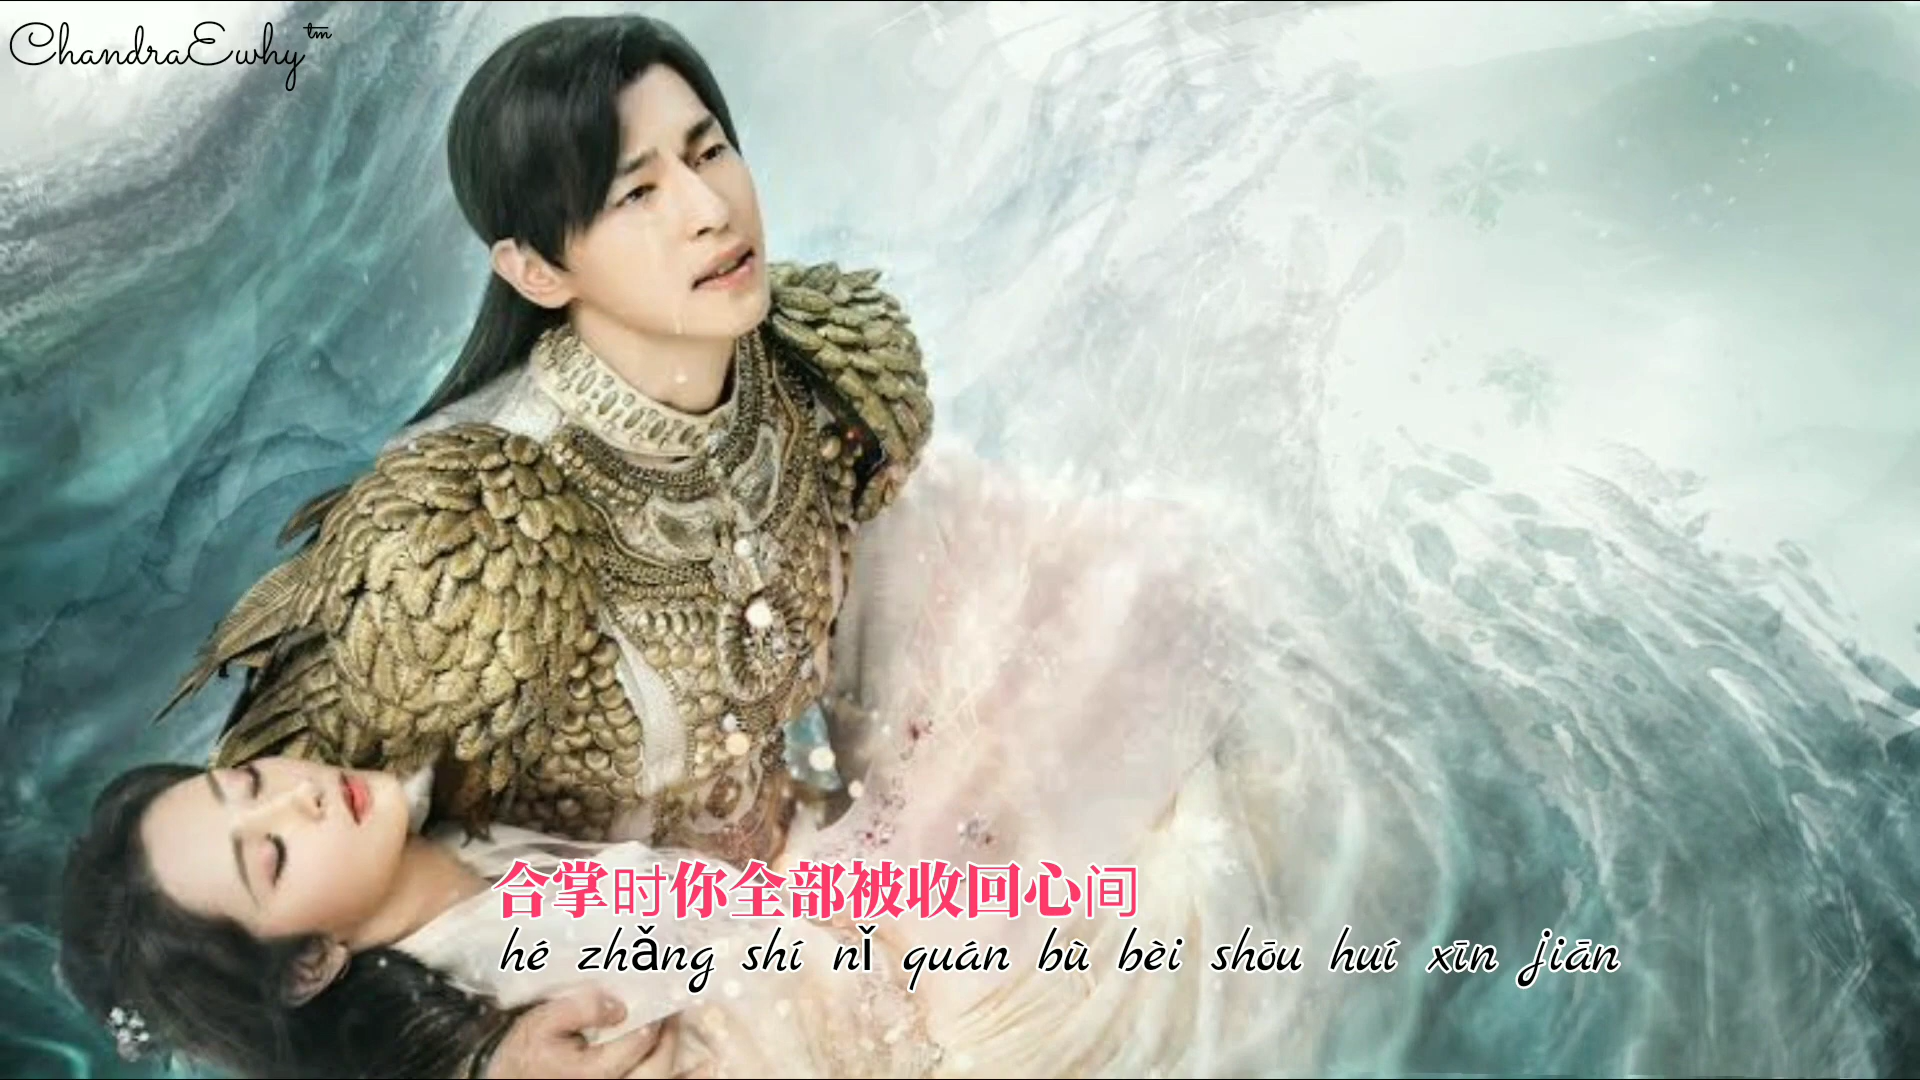 ChandraEwhy™
合掌时你全部被收回心间
hé zhǎng shí nǐ quán bù bèi shōu huí xīn jiān